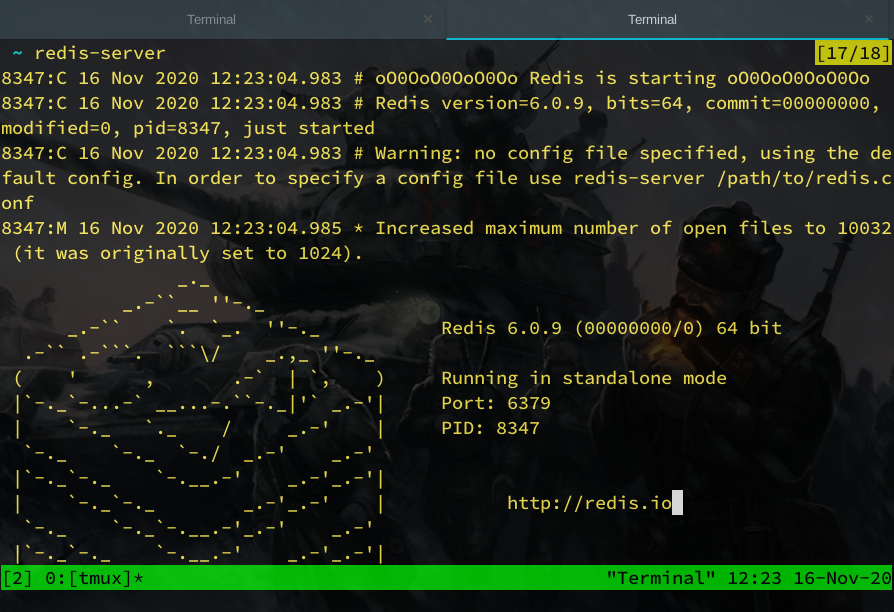 Terminal × Terminal ×
~ redis-server [17/18]
8347:C 16 Nov 2020 12:23:04.983 # oO0OoO0OoO0Oo Redis is starting oO0OoO0OoO0Oo
8347:C 16 Nov 2020 12:23:04.983 # Redis version=6.0.9, bits=64, commit=00000000,
modified=0, pid=8347, just started
8347:C 16 Nov 2020 12:23:04.983 # Warning: no config file specified, using the de
fault config. In order to specify a config file use redis-server /path/to/redis.c
onf
8347:M 16 Nov 2020 12:23:04.985 * Increased maximum number of open files to 10032
(it was originally set to 1024).
Redis 6.0.9 (00000000/0) 64 bit
Running in standalone mode
Port: 6379
PID: 8347
http://redis.io
[2] 0:[tmux]* "Terminal" 12:23 16-Nov-20